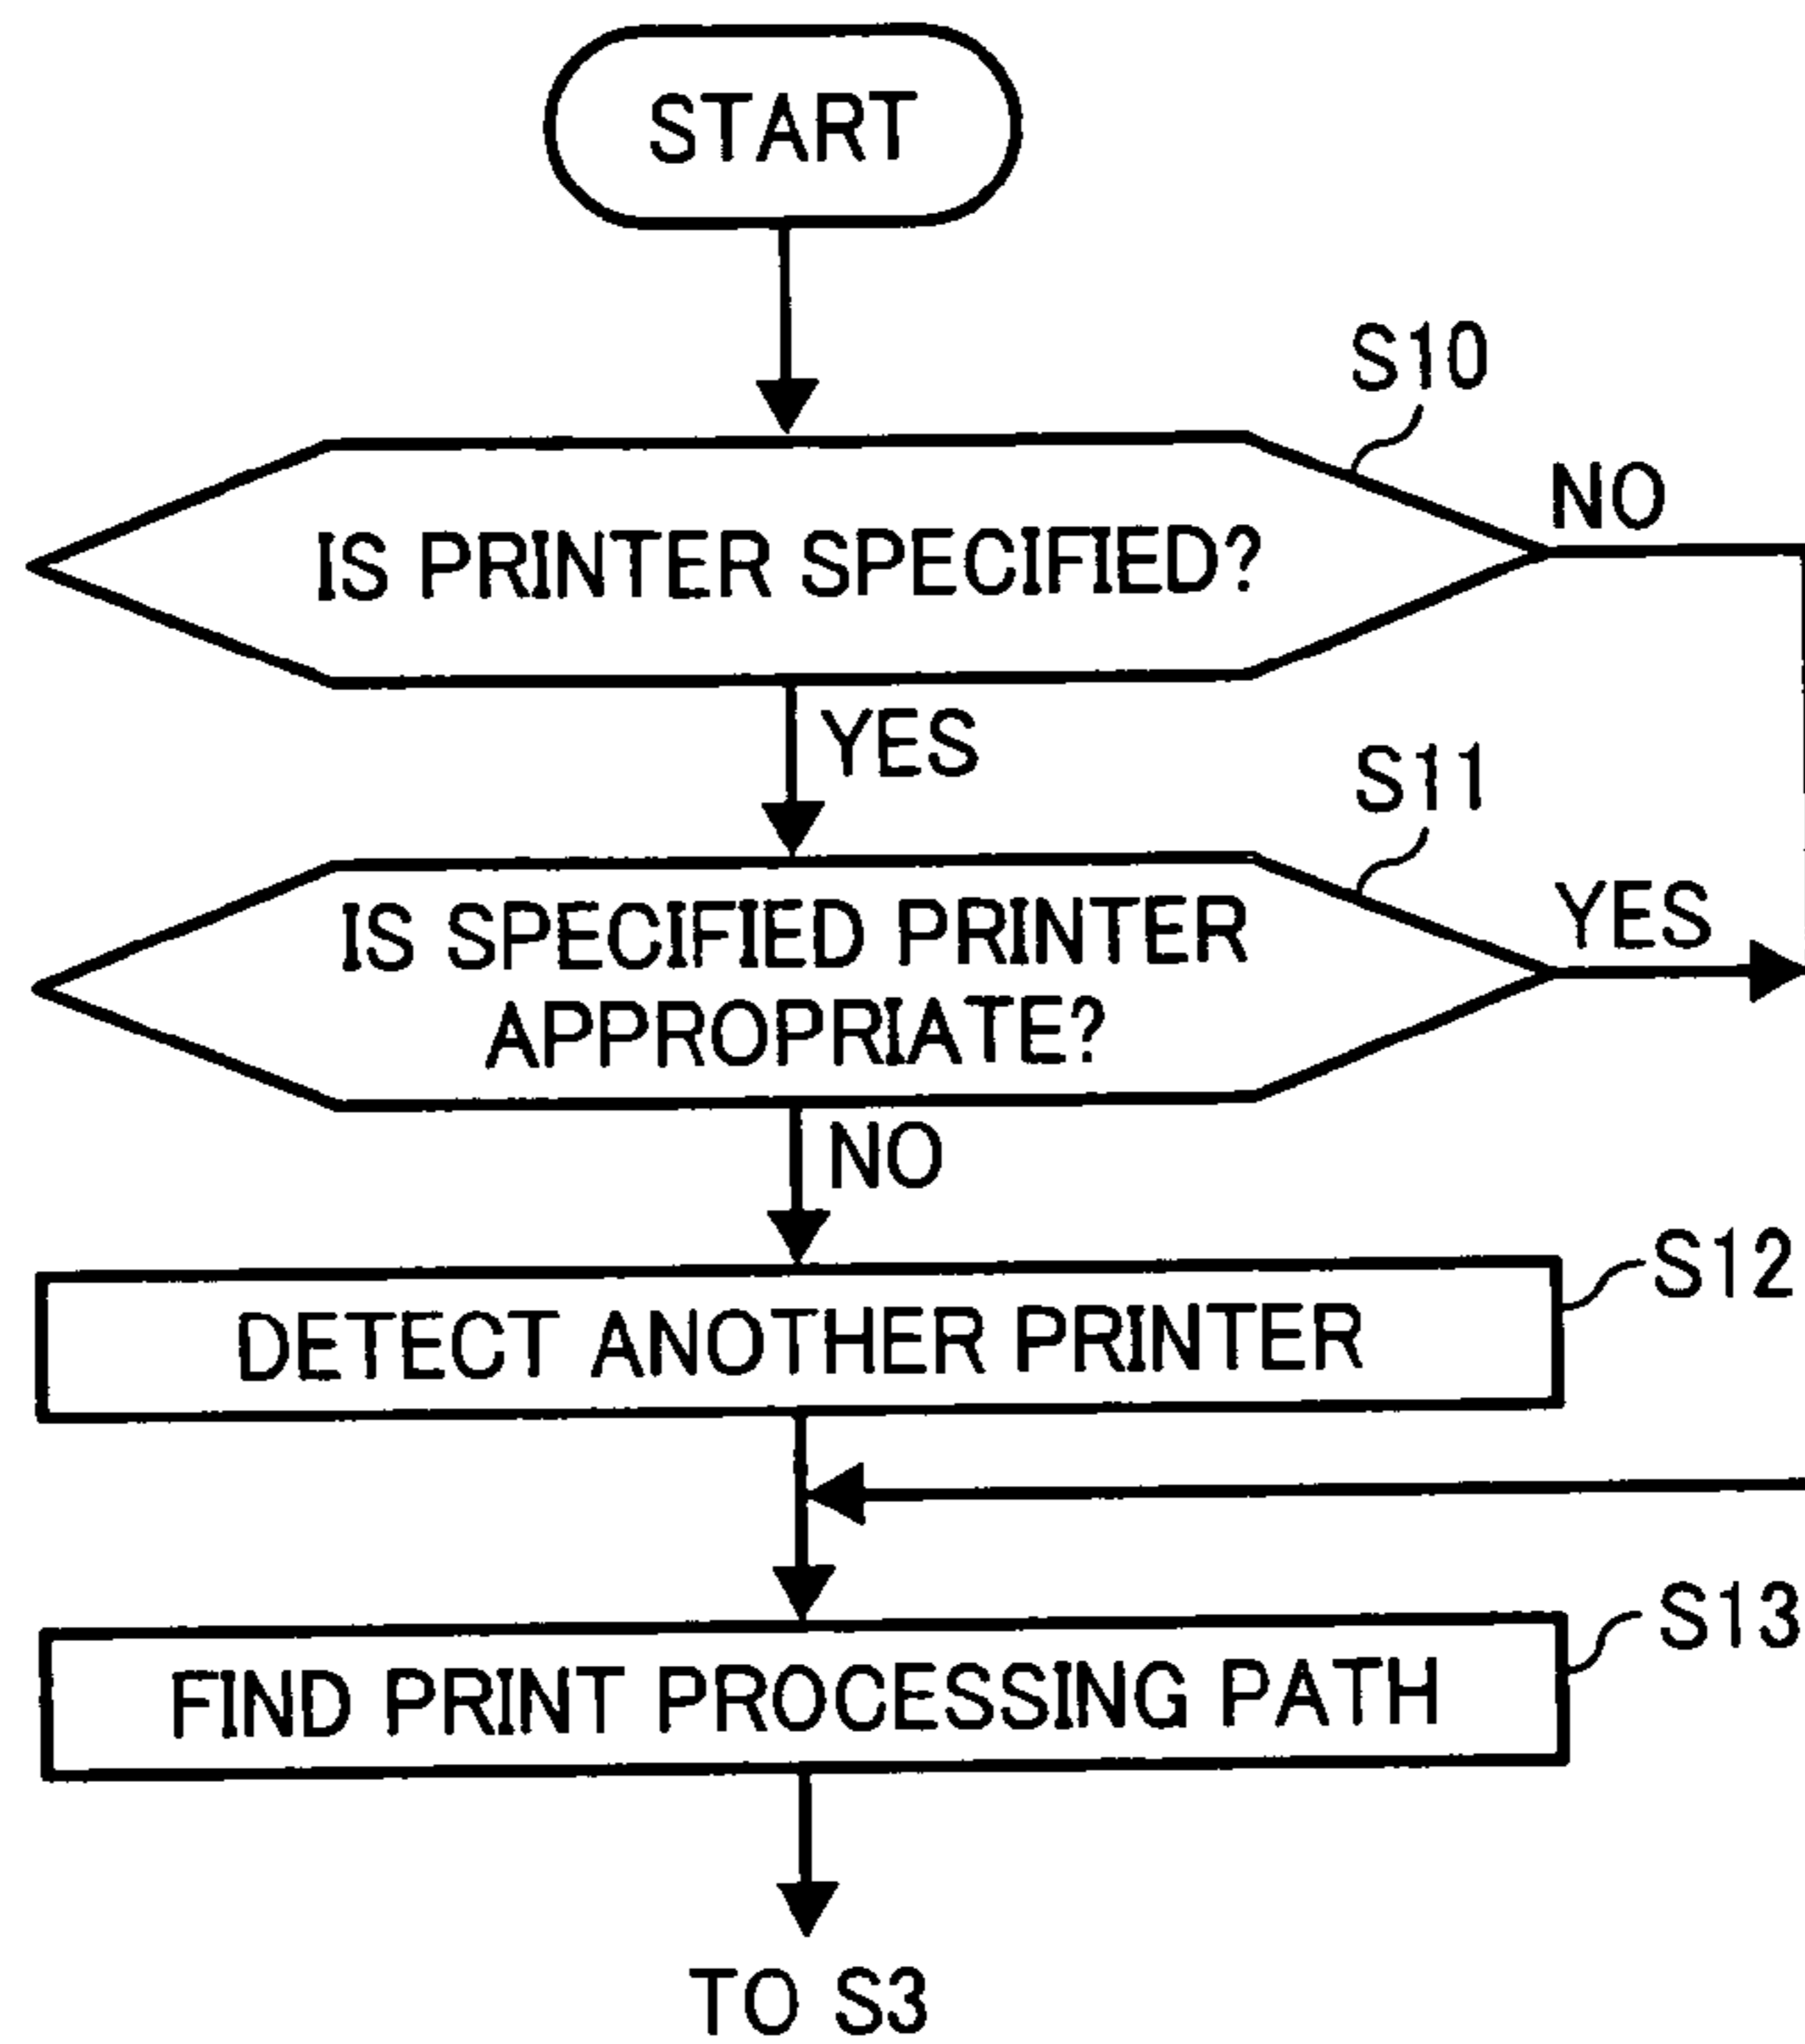 START
S10
NO
IS PRINTER SPECIFIED?
YES
S11
YES
IS SPECIFIED PRINTER
APPROPRIATE?
NO
S12
DETECT ANOTHER PRINTER
S13
FIND PRINT PROCESSING PATH
TO S3